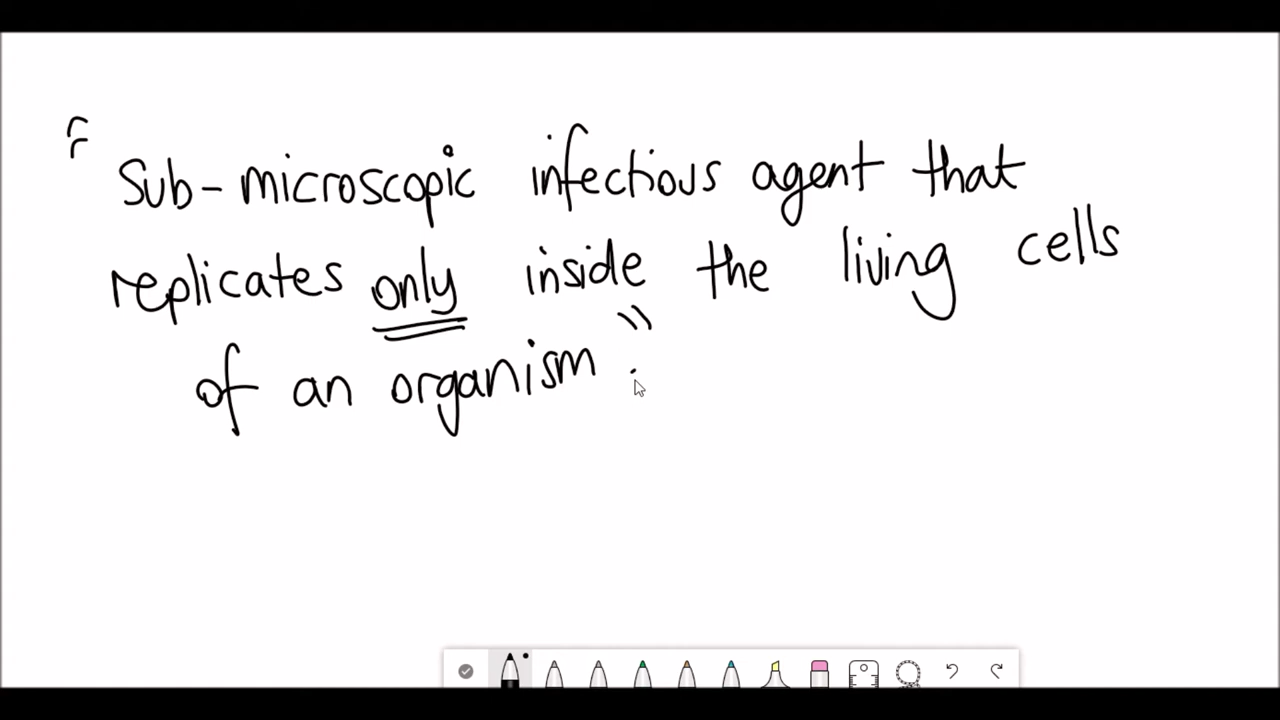 "Sub-microscopic infectious agent that
replicates only inside the living cells
of an organism".